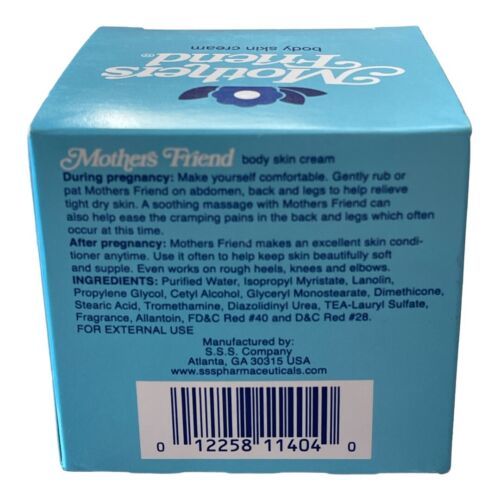 body skin cream
Mothers
Friend®
Mothers Friend body skin cream
During pregnancy: Make yourself comfortable. Gently rub or
pat Mothers Friend on abdomen, back and legs to help relieve
tight dry skin. A soothing massage with Mothers Friend can
also help ease the cramping pains in the back and legs which often
occur at this time.
After pregnancy: Mothers Friend makes an excellent skin condi-
tioner anytime. Use it often to help keep skin beautifully soft
and supple. Even works on rough heels, knees and elbows.
INGREDIENTS: Purified Water, Isopropyl Myristate, Lanolin,
Propylene Glycol, Cetyl Alcohol, Glyceryl Monostearate, Dimethicone,
Stearic Acid, Tromethamine, Diazolidinyl Urea, TEA-Lauryl Sulfate,
Fragrance, Allantoin, FD&C Red #40 and D&C Red #28.
FOR EXTERNAL USE
Manufactured by:
S.S.S. Company
Atlanta, GA 30315 USA
www.ssspharmaceuticals.com
0 12258 11404 0